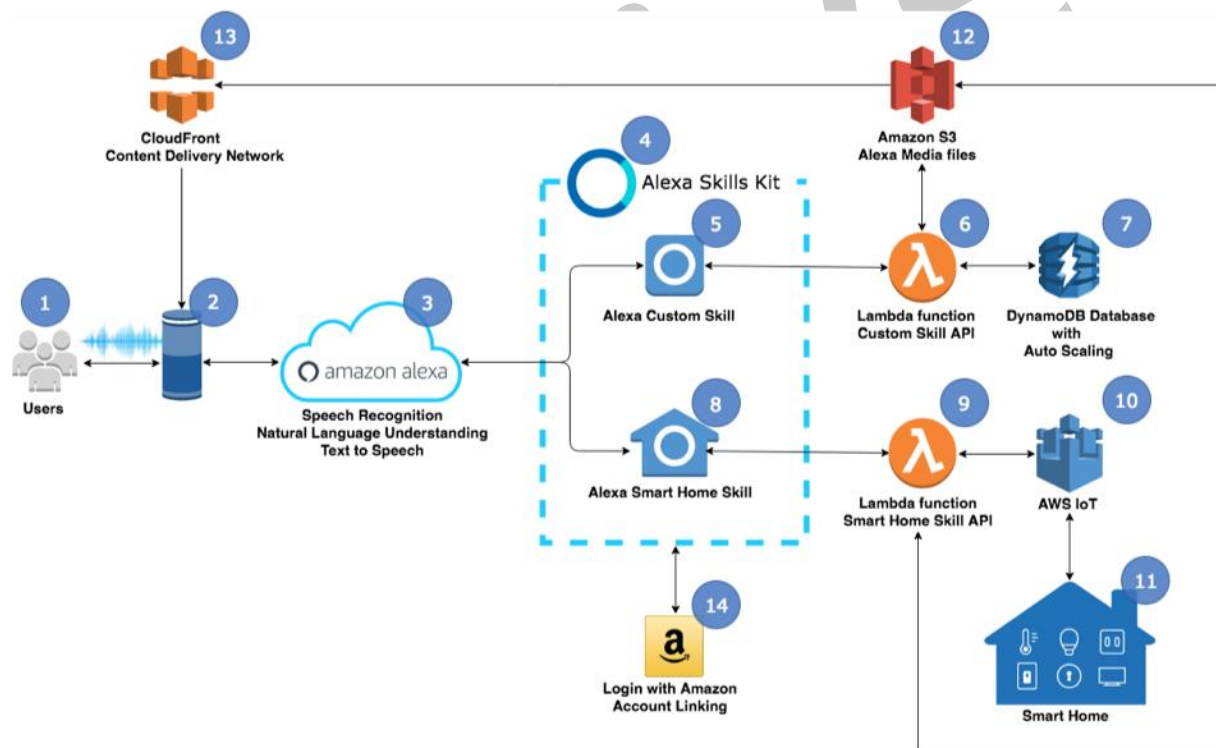 13
CloudFront
Content Delivery Network
12
Amazon S3
Alexa Media files
4
Alexa Skills Kit
5
Alexa Custom Skill
6
Lambda function
Custom Skill API
7
DynamoDB Database
with
Auto Scaling
1
Users
2
3
amazon alexa
Speech Recognition
Natural Language Understanding
Text to Speech
8
Alexa Smart Home Skill
9
Lambda function
Smart Home Skill API
10
AWS IoT
14
a
Login with Amazon
Account Linking
11
Smart Home